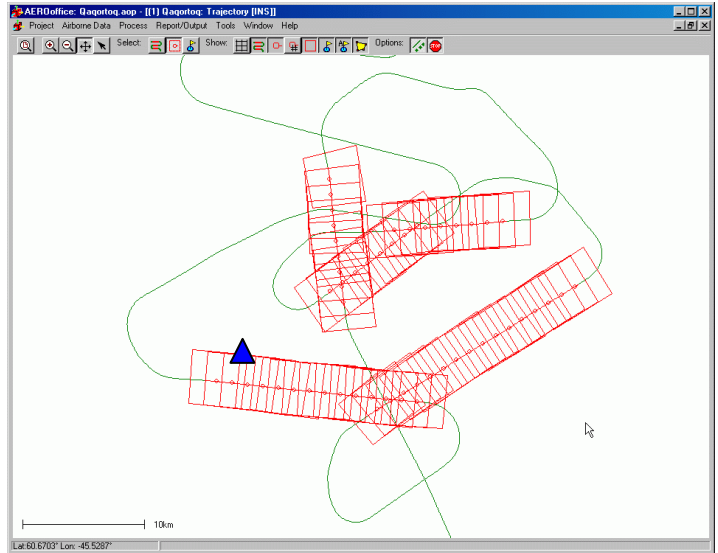 AEROoffice: Qaqortoq.aop - [(1) Qaqortoq: Trajectory [INS]]
Project Airborne Data Process Report/Output Tools Window Help
Select: Show: Options: STOP
10km
Lat:60.6703° Lon: -45.5287°